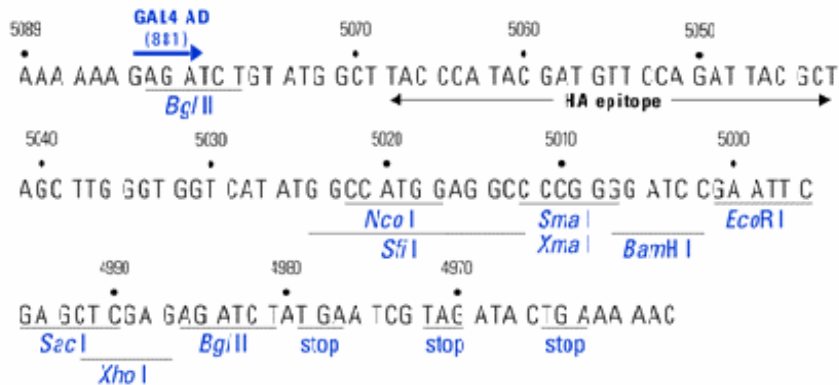 GAL4 AD
5089 (881) 5070 5060 5050
AAA AAA GAG ATC TGT ATG GCT TAC CCA TAC GAT GTT CCA GAT TAC GCT
Bgl II HA epitope
5040 5030 5020 5010 5000
AGC TTG GGT GGT CAT ATG GCC ATG GAG GCC CCG GGG ATC CGA ATT C
Nco I Sma I EcoR I
Sfi I Xma I BamH I
4990 4980 4970
GA GCT CGA GAG ATC TAT GAA TCG TAG ATA CTG AAA AAC
Sac I Bgl II stop stop stop
Xho I